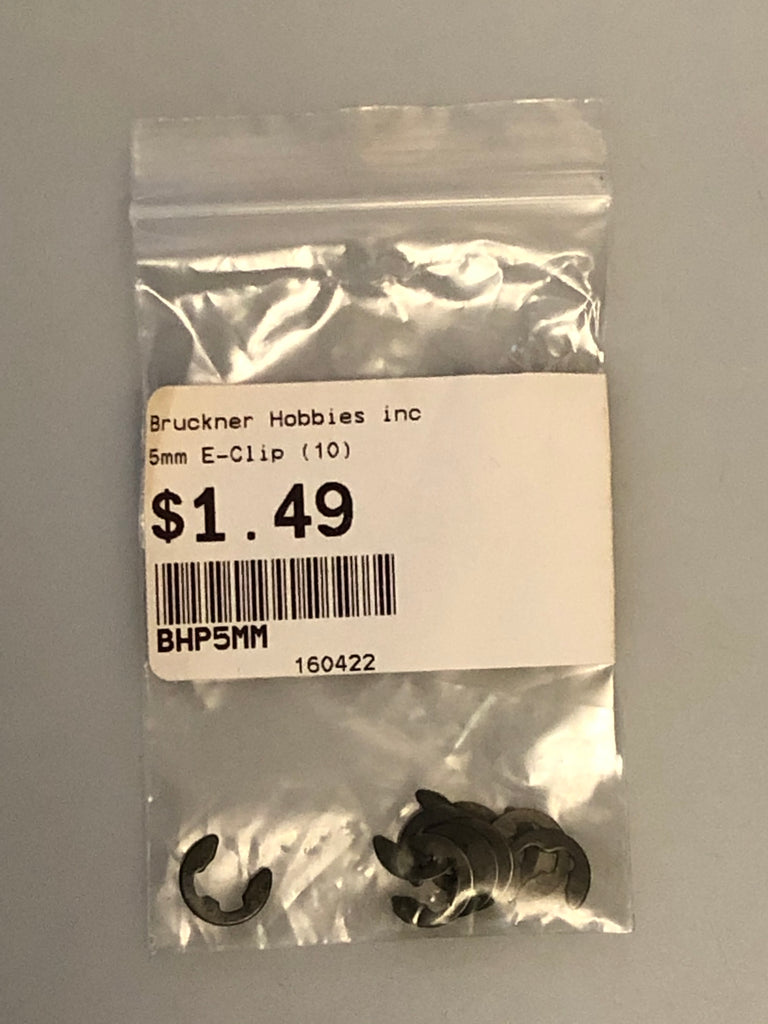 Bruckner Hobbies inc
5mm E-Clip (10)
$1.49
BHP5MM
160422